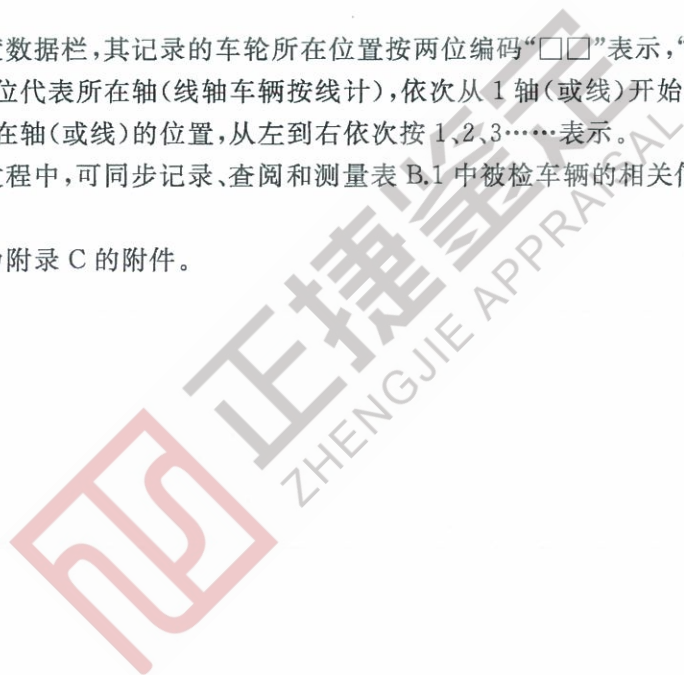 度数据栏,其记录的车轮所在位置按两位编码“□□”表示,“
位代表所在轴(线轴车辆按线计),依次从 1 轴(或线)开始
在轴(或线)的位置,从左到右依次按 1、2、3……表示。
过程中,可同步记录、查阅和测量表 B.1 中被检车辆的相关
附录 C 的附件。
正捷鉴定
ZHENGJIE APPRAISAL